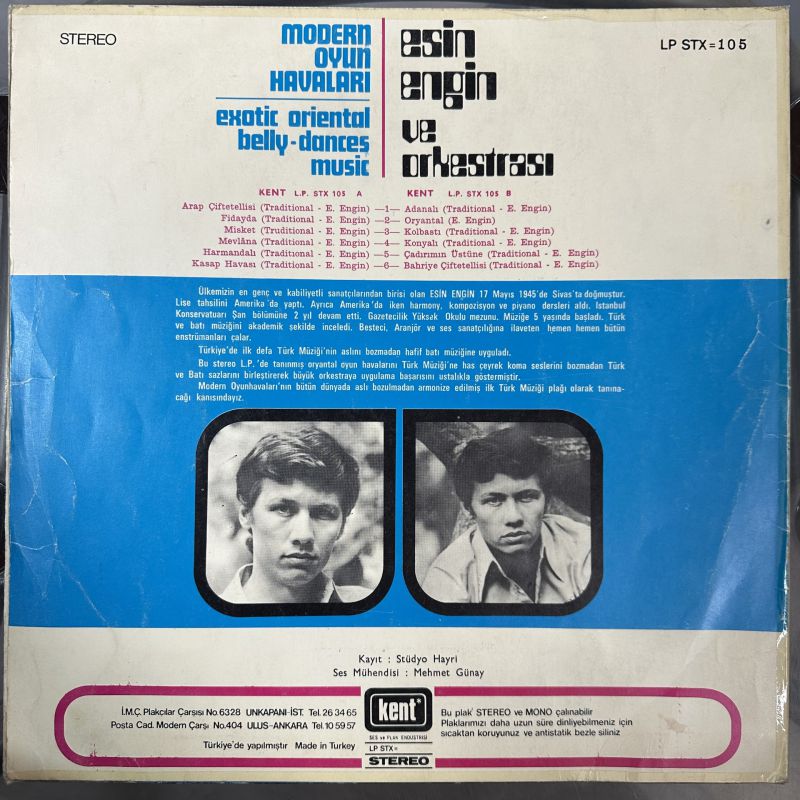 STEREO
MODERN
OYUN
HAVALARI
exotic oriental
belly-dances
music
esin
engin
ve
orkestrası
LP STX=105
KENT L.P. STX 105 A
KENT L.P. STX 105 B
Arap Çiftetellisi (Traditional - E. Engin) —1— Adanalı (Traditional - E. Engin)
Fidayda (Traditional - E. Engin) —2— Oryantal (E. Engin)
Misket (Truditional - E. Engin) —3— Kolbastı (Traditional - E. Engin)
Mevlâna (Traditional - E. Engin) —4— Konyalı (Traditional - E. Engin)
Harmandalı (Traditional - E. Engin) —5— Çadırımın Üstüne (Traditional - E. Engin)
Kasap Havası (Traditional - E. Engin) —6— Bahriye Çiftetellisi (Traditional - E. Engin)
Ülkemizin en genç ve kabiliyetli sanatçılarından birisi olan ESİN ENGİN 17 Mayıs 1945'de Sivas'ta doğmuştur.
Lise tahsilini Amerika'da yaptı. Ayrıca Amerika'da iken harmony, kompozisyon ve piyano dersleri aldı. İstanbul
Konservatuarı Şan bölümüne 2 yıl devam etti. Gazetecilik Yüksek Okulu mezunu. Müziğe 5 yaşında başladı. Türk
ve batı müziğini akademik şekilde inceledi. Besteci, Aranjör ve ses sanatçılığına ilaveten hemen hemen bütün
enstrümanları çalar.
Türkiye'de ilk defa Türk Müziği'nin aslını bozmadan hafif batı müziğine uyguladı.
Bu stereo L.P.'de tanınmış oryantal oyun havalarını Türk Müziği'ne has çeyrek koma seslerini bozmadan Türk
ve Batı sazlarını birleştirerek büyük orkestraya uygulama başarısını ustalıkla göstermiştir.
Modern Oyunhavaları'nın bütün dünyada aslı bozulmadan armonize edilmiş ilk Türk Müziği plağı olarak tanına-
cağı kanısındayız.
Kayıt : Stüdyo Hayri
Ses Mühendisi : Mehmet Günay
İ.M.Ç. Plakcılar Çarşısı No.6328 UNKAPANI-İST. Tel. 26 34 65
Posta Cad. Modern Çarşı No.404 ULUS-ANKARA Tel. 10 59 57
Türkiye'de yapılmıştır Made in Turkey
kent
SES ve PLAK ENDÜSTRİSİ
LP STX=
STEREO
Bu plak STEREO ve MONO çalınabilir
Plaklarımızı daha uzun süre dinliyebilmeniz için
sıcaktan koruyunuz ve antistatik bezle siliniz